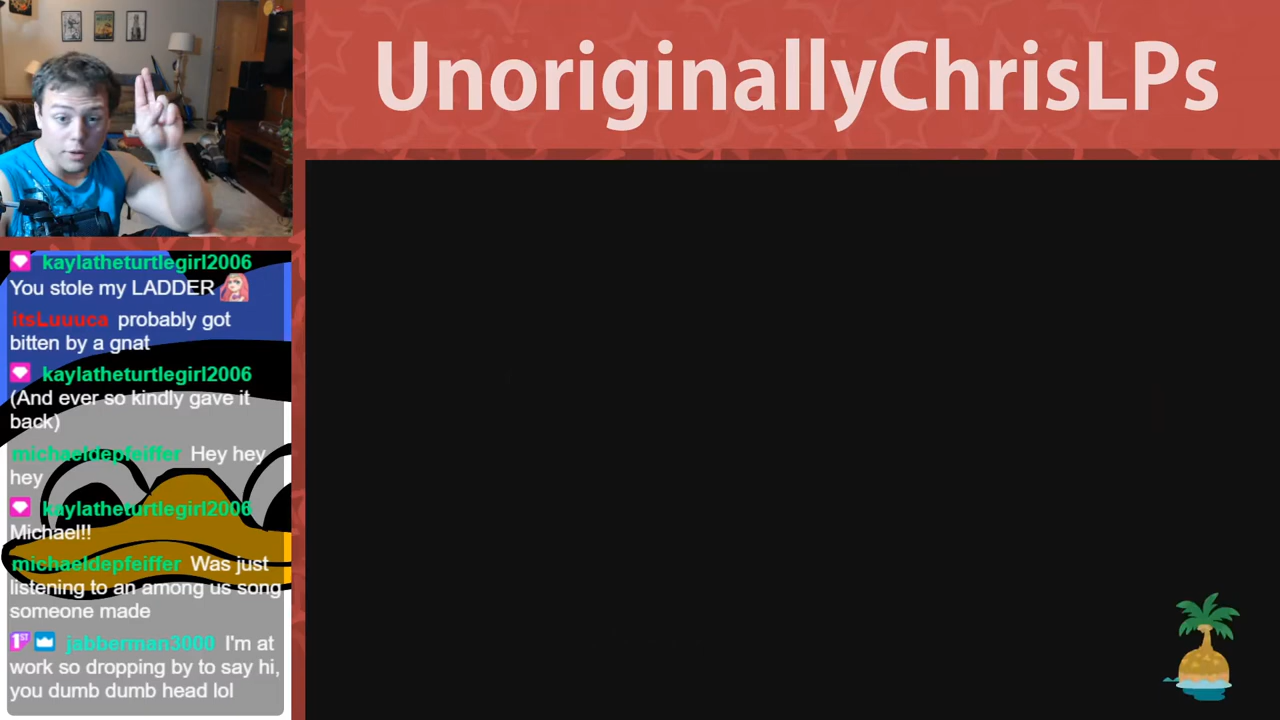 UnoriginallyChrisLPs
kaylatheturtlegirl2006
You stole my LADDER
itsLuuuca probably got
bitten by a gnat
kaylatheturtlegirl2006
(And ever so kindly gave it
back)
michaeldepfeiffer Hey hey
hey
kaylatheturtlegirl2006
Michael!!
michaeldepfeiffer Was just
listening to an among us song
someone made
1ST jabberman3000 I'm at
work so dropping by to say hi,
you dumb dumb head lol